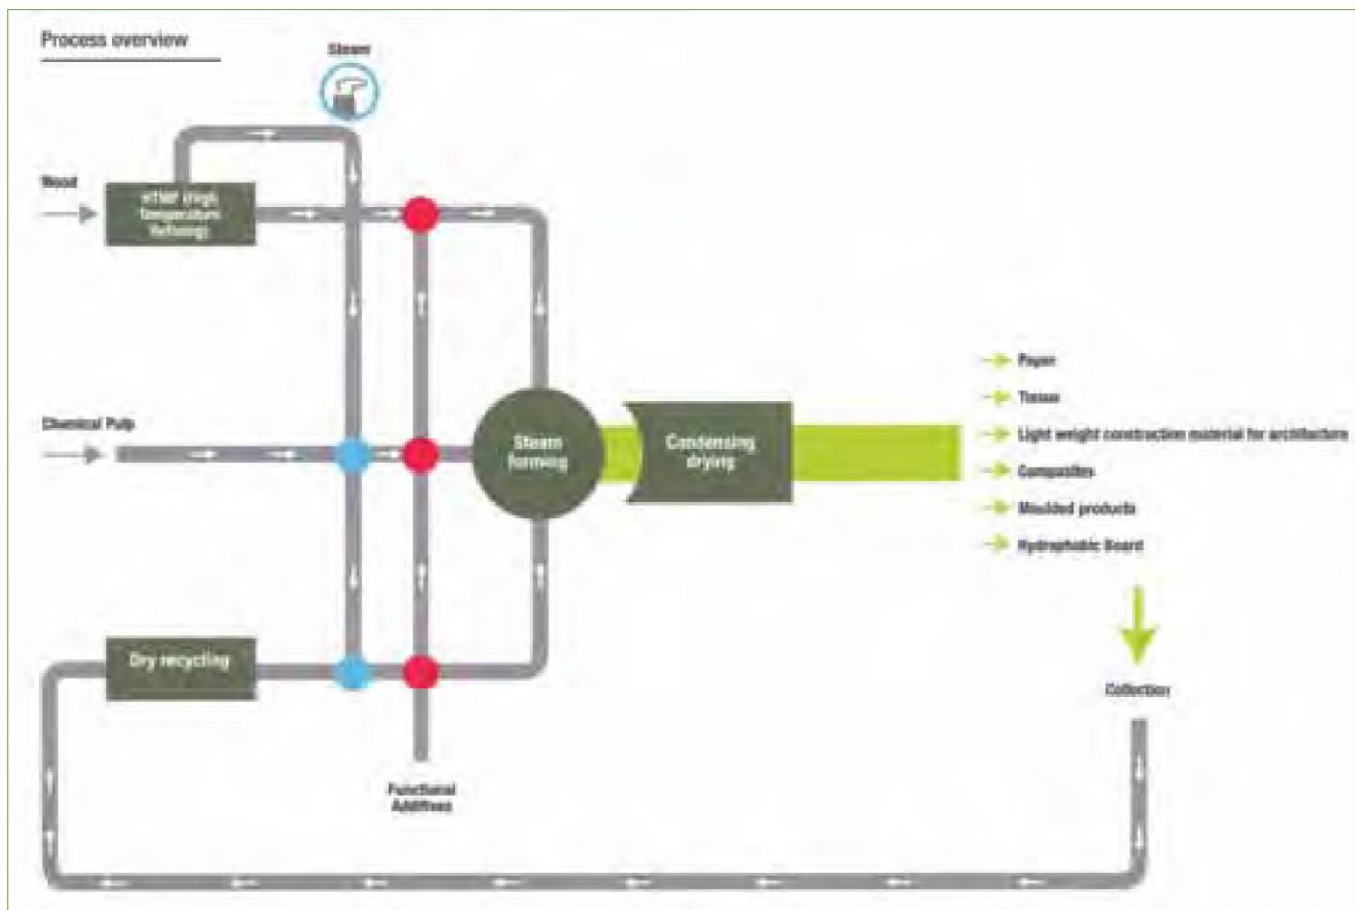 Process overview
Steam
Wood
(High
Temperature
Refining)
Chemical Pulp
Steam
forming
Condensing
drying
Paper
Tissue
Light weight construction material for architecture
Composites
Moulded products
Hydrophobic Board
Dry recycling
Collection
Functional
Additives